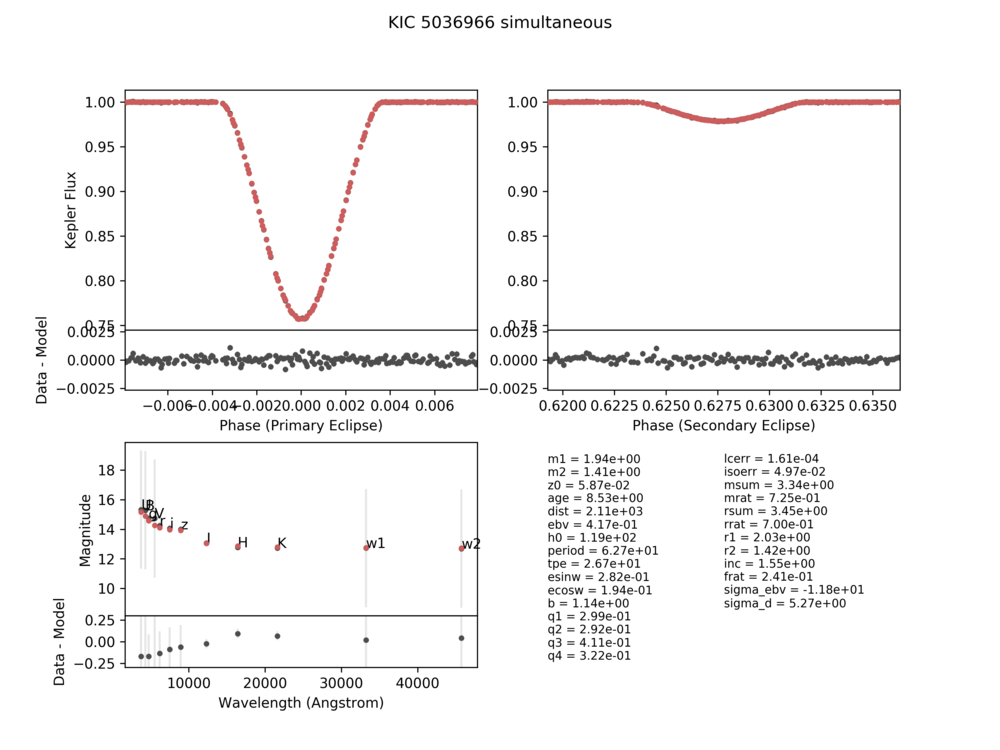 KIC 5036966 simultaneous
1.00
0.95
0.90
0.85
0.80
0.75
Kepler Flux
0.0025
0.0000
−0.0025
Data - Model
−0.006
−0.004
−0.002
0.000
0.002
0.004
0.006
Phase (Primary Eclipse)
1.00
0.95
0.90
0.85
0.80
0.75
0.0025
0.0000
−0.0025
0.6200
0.6225
0.6250
0.6275
0.6300
0.6325
0.6350
Phase (Secondary Eclipse)
18
16
14
12
10
Magnitude
U
B
g
V
r
i
z
J
H
K
w1
w2
0.25
0.00
−0.25
Data - Model
10000
20000
30000
40000
Wavelength (Angstrom)
m1 = 1.94e+00
m2 = 1.41e+00
z0 = 5.87e-02
age = 8.53e+00
dist = 2.11e+03
ebv = 4.17e-01
h0 = 1.19e+02
period = 6.27e+01
tpe = 2.67e+01
esinw = 2.82e-01
ecosw = 1.94e-01
b = 1.14e+00
q1 = 2.99e-01
q2 = 2.92e-01
q3 = 4.11e-01
q4 = 3.22e-01
lcerr = 1.61e-04
isoerr = 4.97e-02
msum = 3.34e+00
mrat = 7.25e-01
rsum = 3.45e+00
rrat = 7.00e-01
r1 = 2.03e+00
r2 = 1.42e+00
inc = 1.55e+00
frat = 2.41e-01
sigma_ebv = -1.18e+01
sigma_d = 5.27e+00